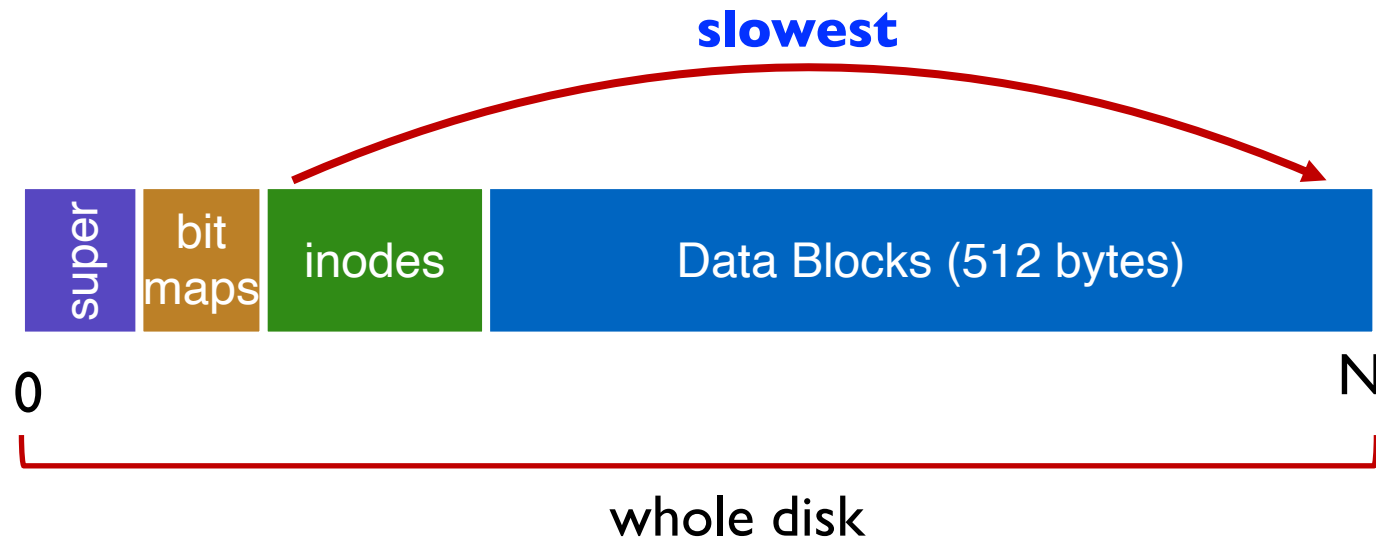 slowest
super
bit
maps
inodes
Data Blocks (512 bytes)
0
N
whole disk